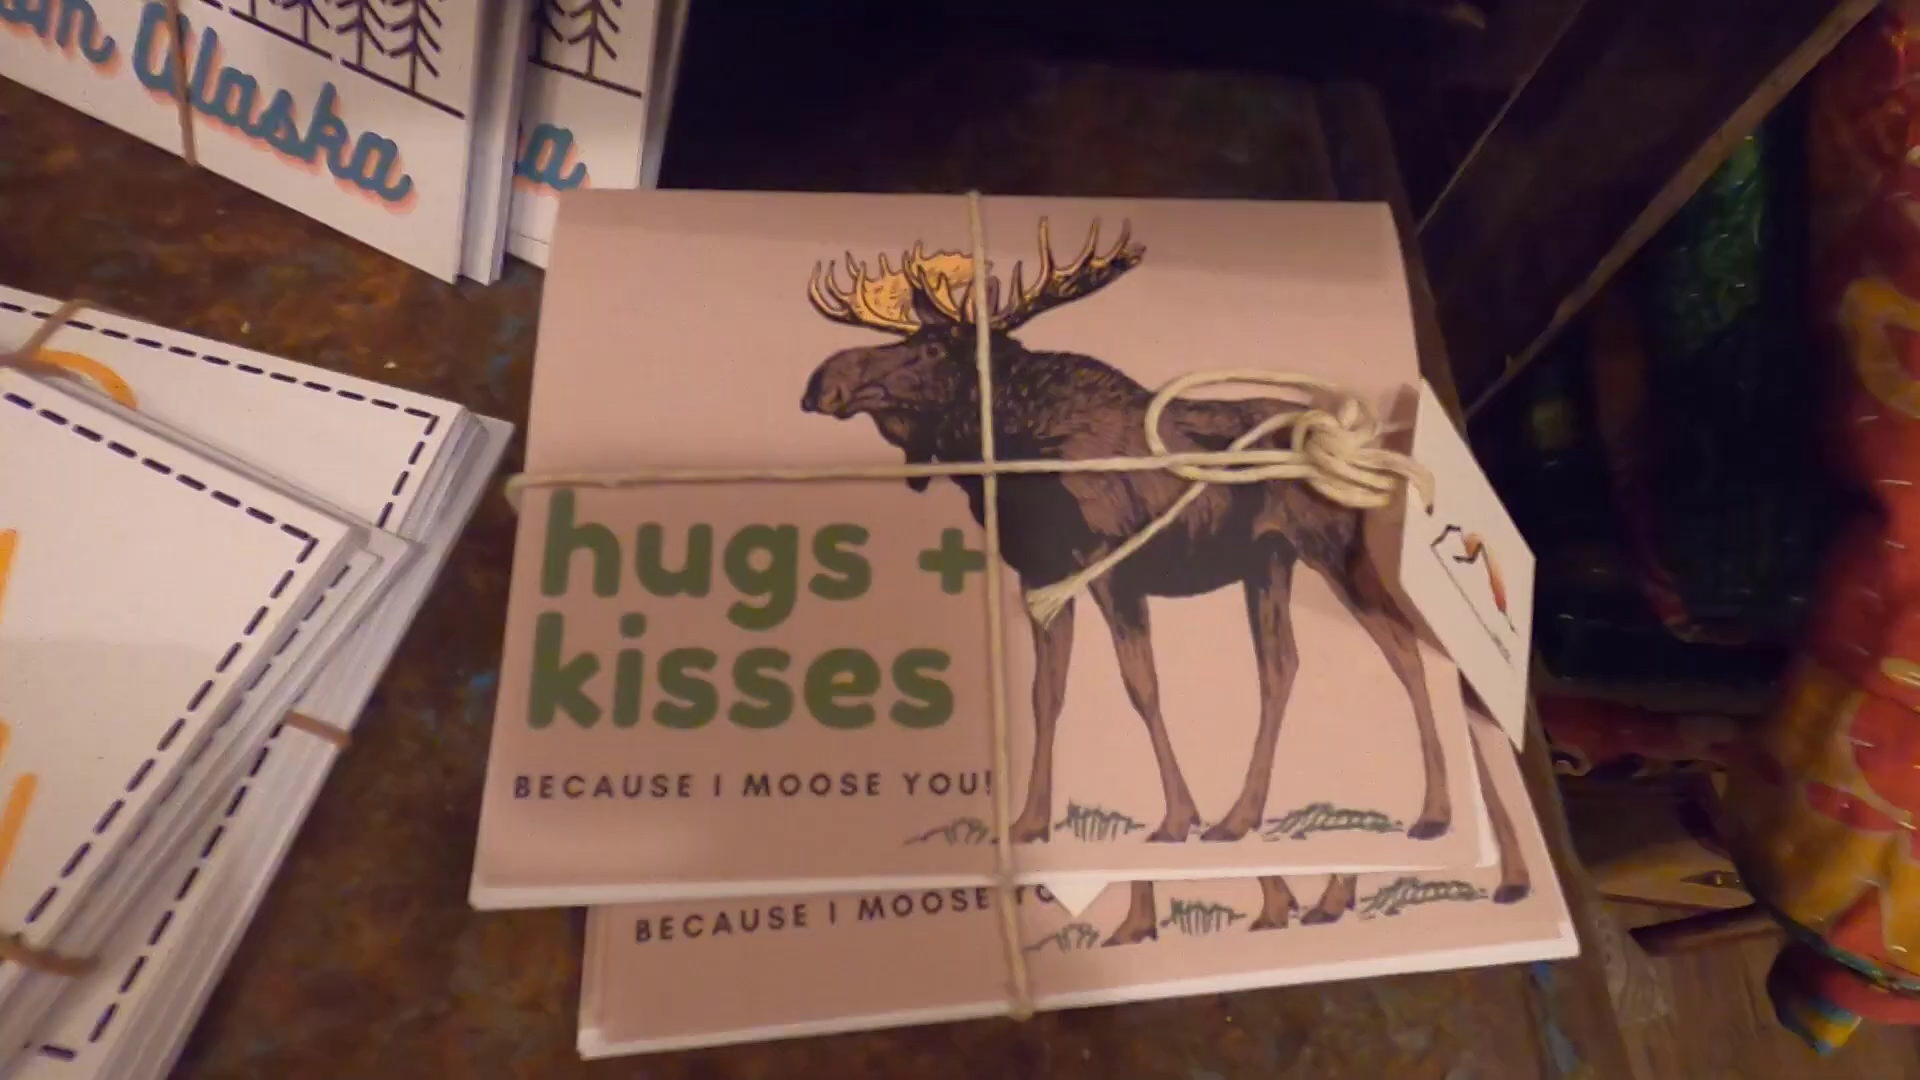 Alaska
a
hugs +
kisses
BECAUSE I MOOSE YOU!
BECAUSE I MOOSE